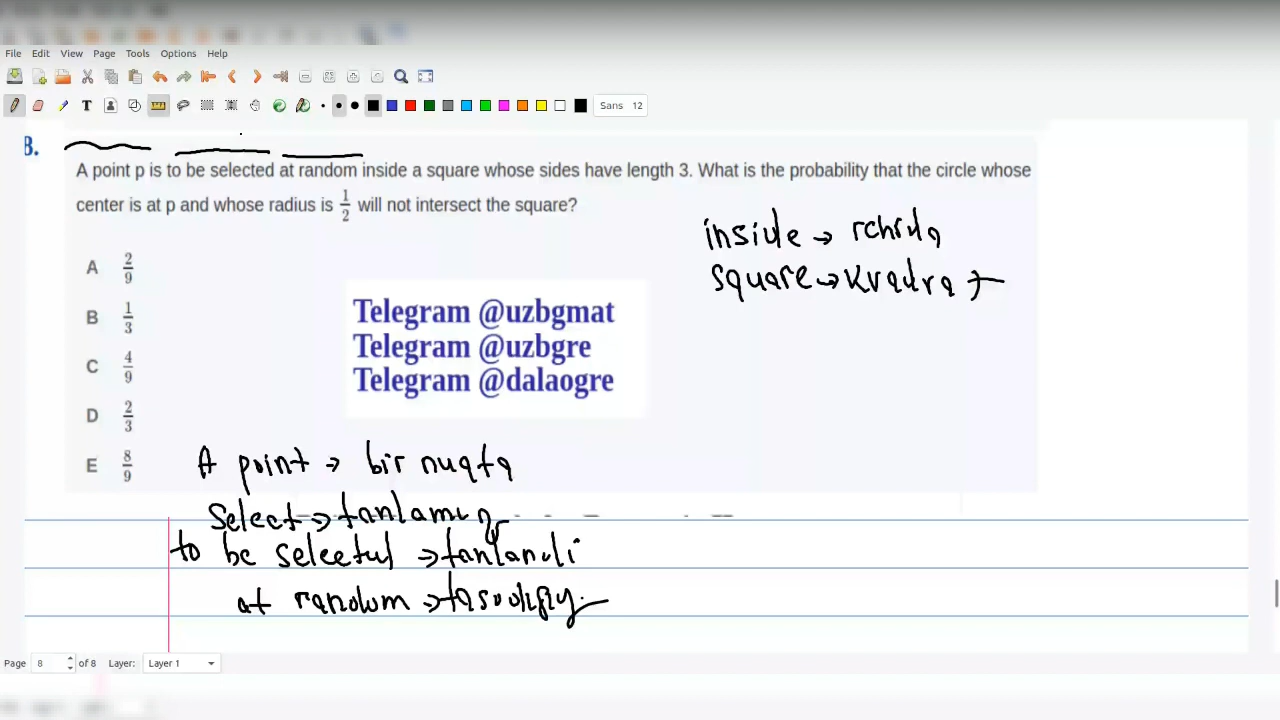 File Edit View Page Tools Options Help
Sans 12
8.
A point p is to be selected at random inside a square whose sides have length 3. What is the probability that the circle whose
center is at p and whose radius is 1/2 will not intersect the square?
inside → ichida
square → kvadrat
A 2/9
B 1/3
C 4/9
D 2/3
E 8/9
Telegram @uzbgmat
Telegram @uzbgre
Telegram @dalaogre
A point → bir nuqta
Select → tanlamoq
to be selected → tanlandi
at random → tasodifiy
Page 8 of 8 Layer: Layer 1